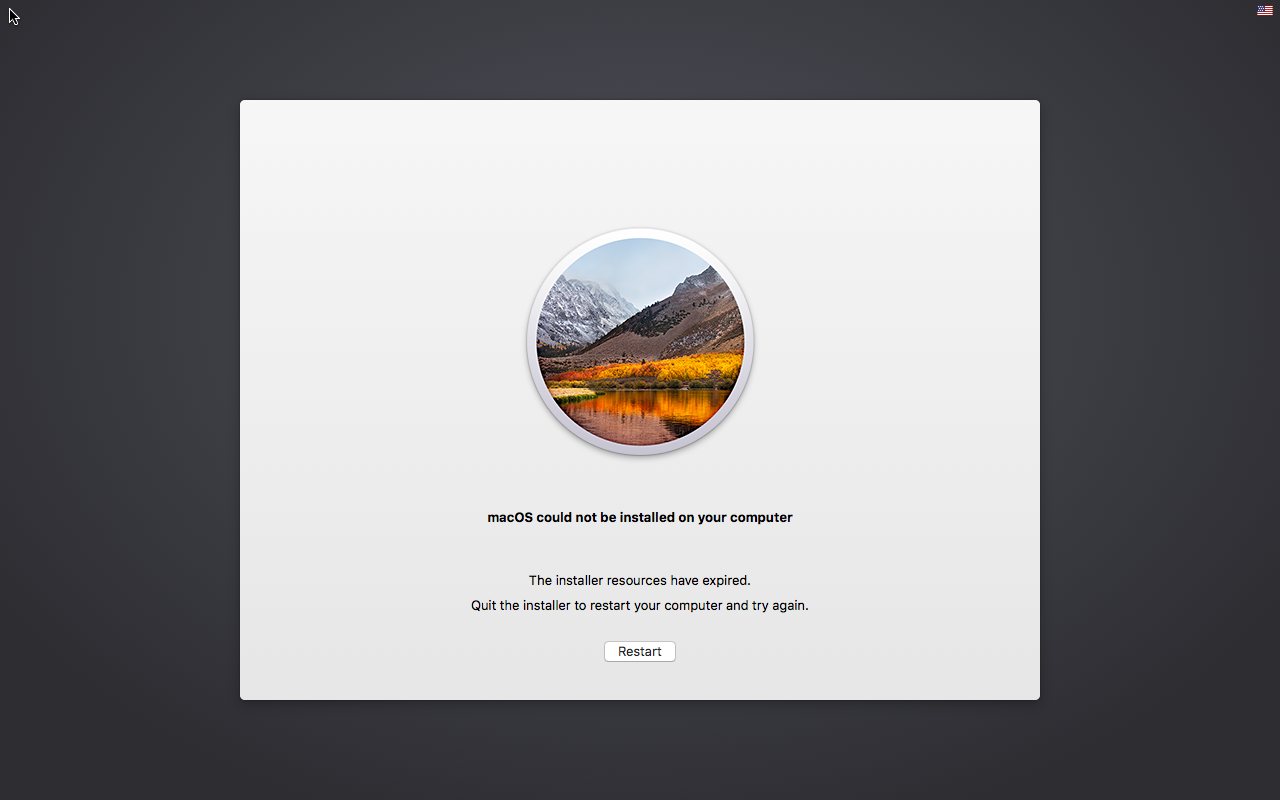 macOS could not be installed on your computer
The installer resources have expired.
Quit the installer to restart your computer and try again.
Restart